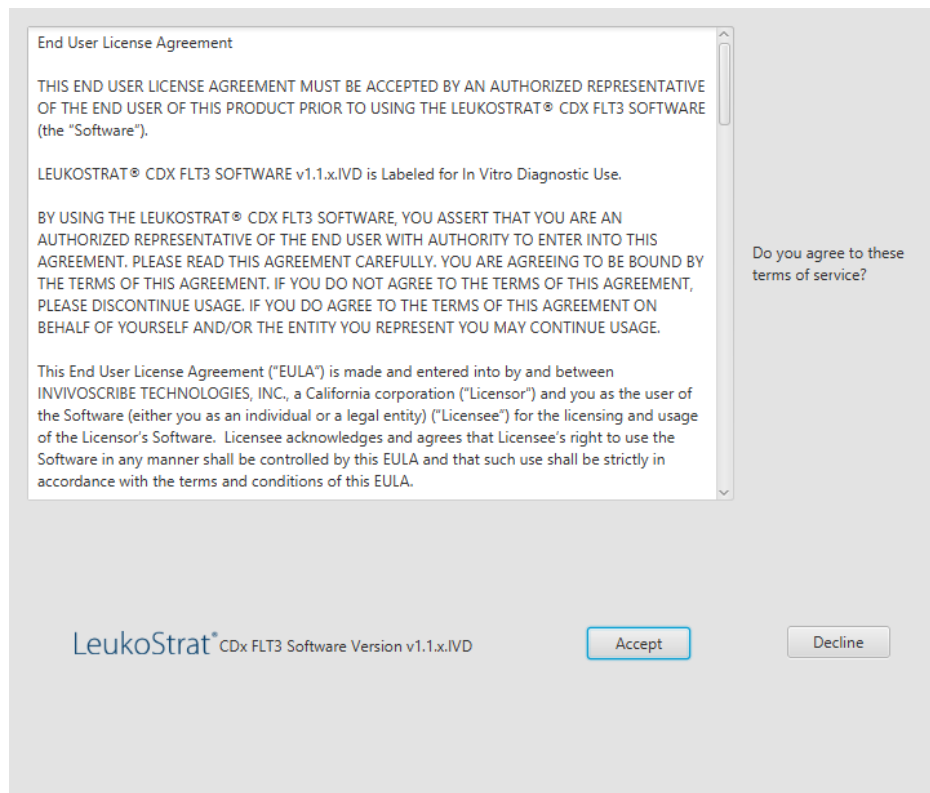 End User License Agreement
THIS END USER LICENSE AGREEMENT MUST BE ACCEPTED BY AN AUTHORIZED REPRESENTATIVE
OF THE END USER OF THIS PRODUCT PRIOR TO USING THE LEUKOSTRAT® CDX FLT3 SOFTWARE
(the “Software”).
LEUKOSTRAT® CDX FLT3 SOFTWARE v1.1.x.IVD is Labeled for In Vitro Diagnostic Use.
BY USING THE LEUKOSTRAT® CDX FLT3 SOFTWARE, YOU ASSERT THAT YOU ARE AN
AUTHORIZED REPRESENTATIVE OF THE END USER WITH AUTHORITY TO ENTER INTO THIS
AGREEMENT. PLEASE READ THIS AGREEMENT CAREFULLY. YOU ARE AGREEING TO BE BOUND BY
THE TERMS OF THIS AGREEMENT. IF YOU DO NOT AGREE TO THE TERMS OF THIS AGREEMENT,
PLEASE DISCONTINUE USAGE. IF YOU DO AGREE TO THE TERMS OF THIS AGREEMENT ON
BEHALF OF YOURSELF AND/OR THE ENTITY YOU REPRESENT YOU MAY CONTINUE USAGE.
This End User License Agreement (“EULA”) is made and entered into by and between
INVIVOSCRIBE TECHNOLOGIES, INC., a California corporation (“Licensor”) and you as the user of
the Software (either you as an individual or a legal entity) (“Licensee”) for the licensing and usage
of the Licensor's Software.  Licensee acknowledges and agrees that Licensee’s right to use the
Software in any manner shall be controlled by this EULA and that such use shall be strictly in
accordance with the terms and conditions of this EULA.
Do you agree to these
terms of service?
LeukoStrat® CDx FLT3 Software Version v1.1.x.IVD
Accept
Decline